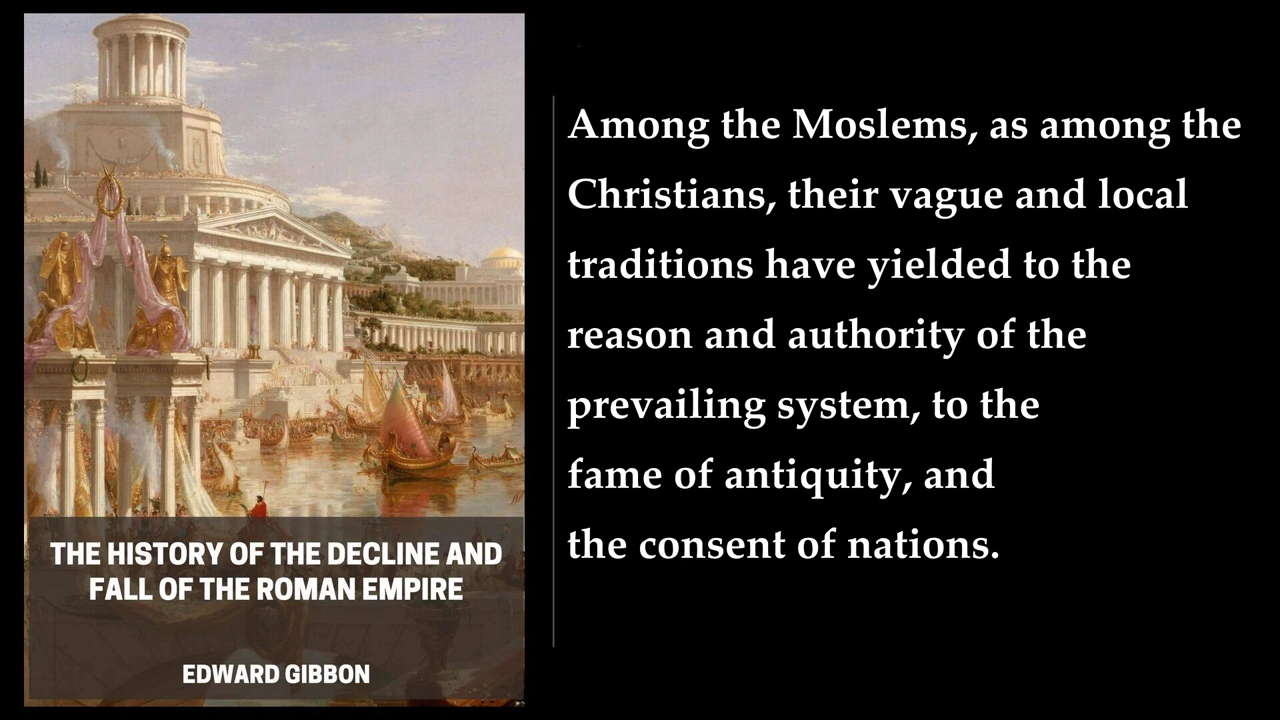 THE HISTORY OF THE DECLINE AND
FALL OF THE ROMAN EMPIRE
EDWARD GIBBON
Among the Moslems, as among the
Christians, their vague and local
traditions have yielded to the
reason and authority of the
prevailing system, to the
fame of antiquity, and
the consent of nations.